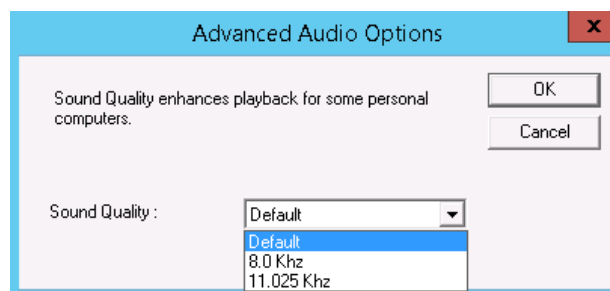 Advanced Audio Options
x
Sound Quality enhances playback for some personal
computers.
OK
Cancel
Sound Quality :
Default
Default
8.0 Khz
11.025 Khz